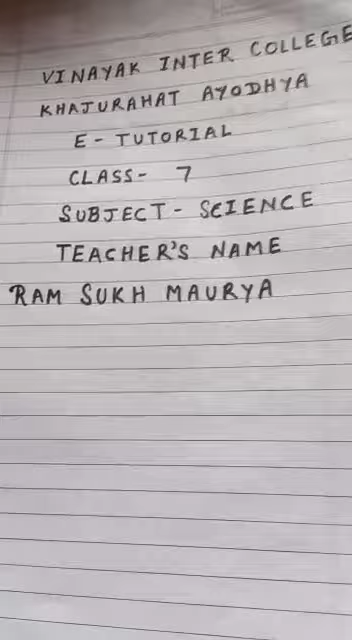 VINAYAK INTER COLLEGE
KHAJURAHAT AYODHYA
E - TUTORIAL
CLASS - 7
SUBJECT - SCIENCE
TEACHER'S NAME
RAM SUKH MAURYA